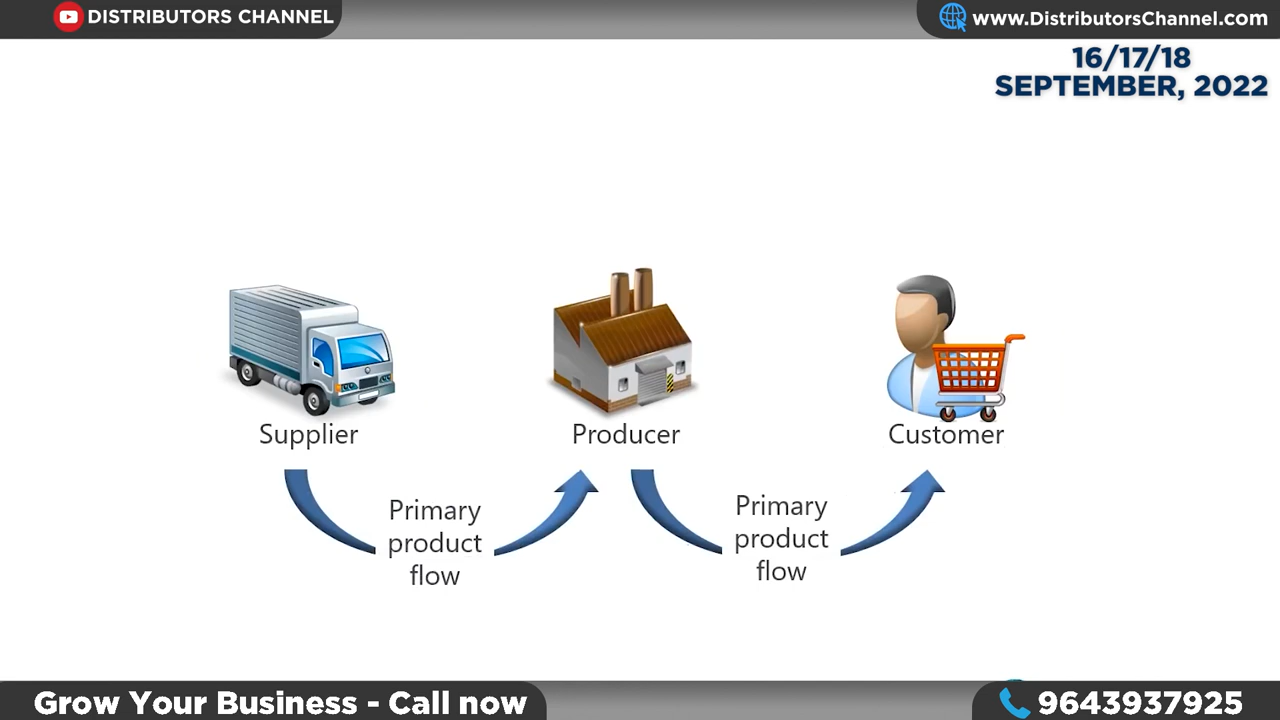 DISTRIBUTORS CHANNEL
www.DistributorsChannel.com
16/17/18
SEPTEMBER, 2022
Supplier
Producer
Customer
Primary
product
flow
Primary
product
flow
Grow Your Business - Call now
9643937925